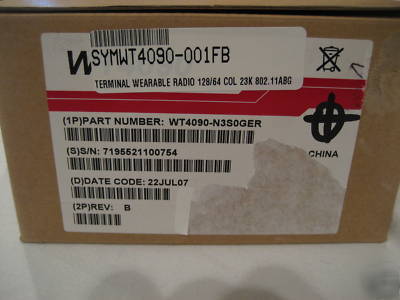 SYMWT4090-001FB
TERMINAL WEARABLE RADIO 128/64 COL 23K 802.11ABG
(1P)PART NUMBER: WT4090-N3S0GER
(S)S/N: 7195521100754
CHINA
(D)DATE CODE: 22JUL07
(2P)REV: B